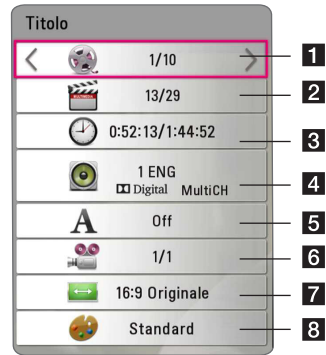 Titolo
1/10
1
13/29
2
0:52:13/1:44:52
3
1 ENG
Digital MultiCH
4
A
Off
5
1/1
6
16:9 Originale
7
Standard
8